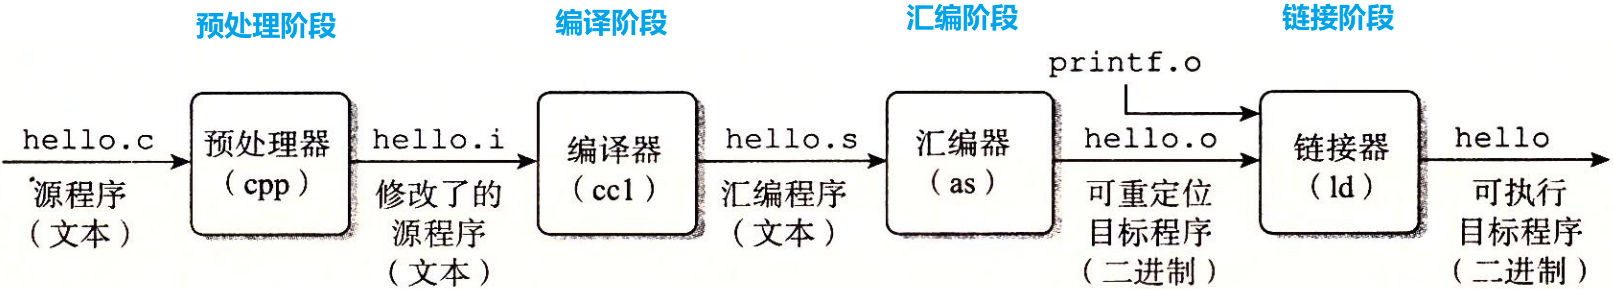 预处理阶段
编译阶段
汇编阶段
链接阶段
printf.o
hello.c
源程序
（文本）
预处理器
（cpp）
hello.i
修改了的
源程序
（文本）
编译器
（cc1）
hello.s
汇编程序
（文本）
汇编器
（as）
hello.o
可重定位
目标程序
（二进制）
链接器
（ld）
hello
可执行
目标程序
（二进制）